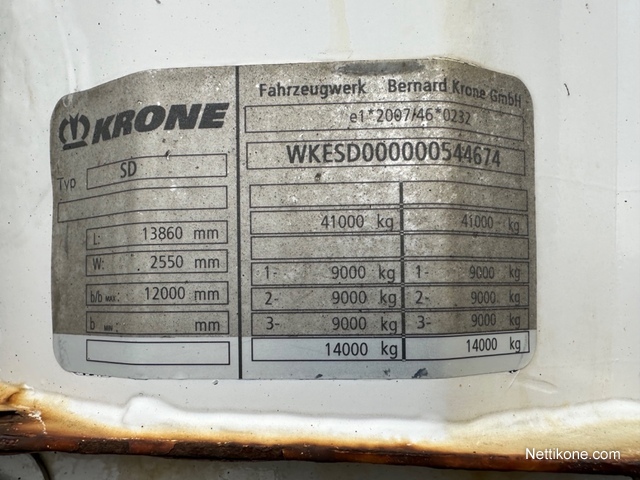 KRONE
Typ SD
L: 13860 mm
W: 2550 mm
b/b MAX: 12000 mm
b MIN: mm
Fahrzeugwerk Bernard Krone GmbH
e1*2007/46*0232
WKESD000000544674
41000 kg 41000 kg
1- 9000 kg 1- 9000 kg
2- 9000 kg 2- 9000 kg
3- 9000 kg 3- 9000 kg
14000 kg 14000 kg
Nettikone.com